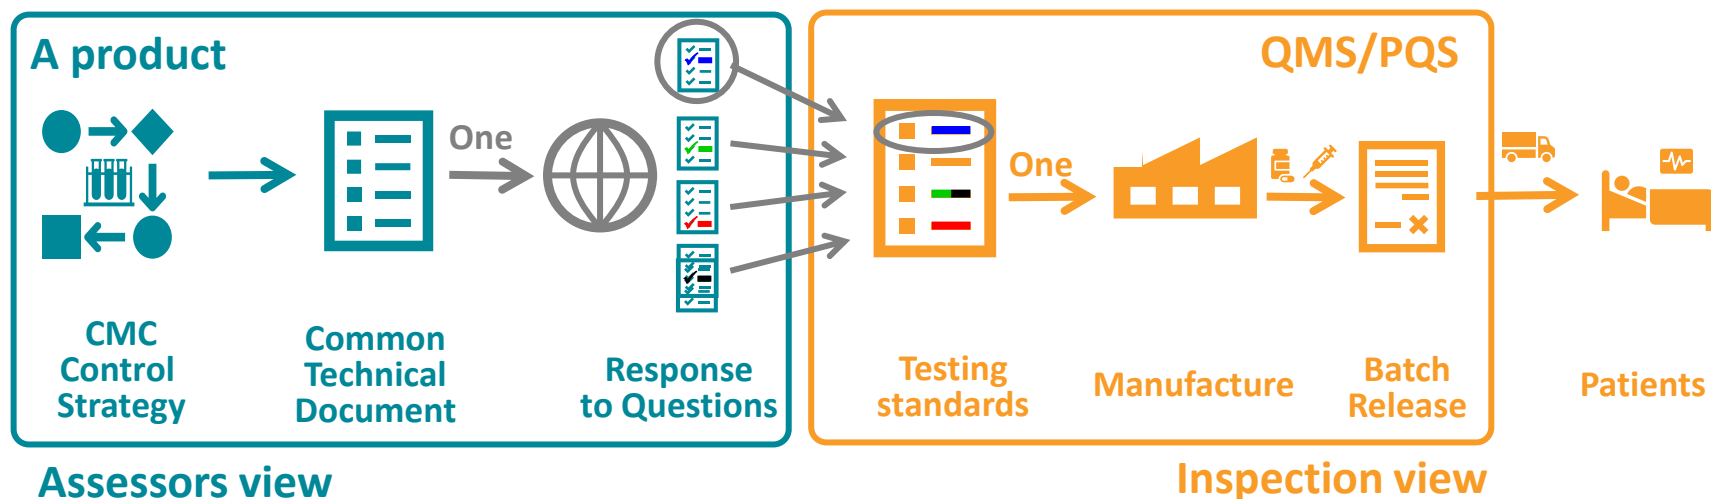 A product
QMS/PQS
One
One
CMC
Control
Strategy
Common
Technical
Document
Response
to Questions
Testing
standards
Manufacture
Batch
Release
Patients
Assessors view
Inspection view